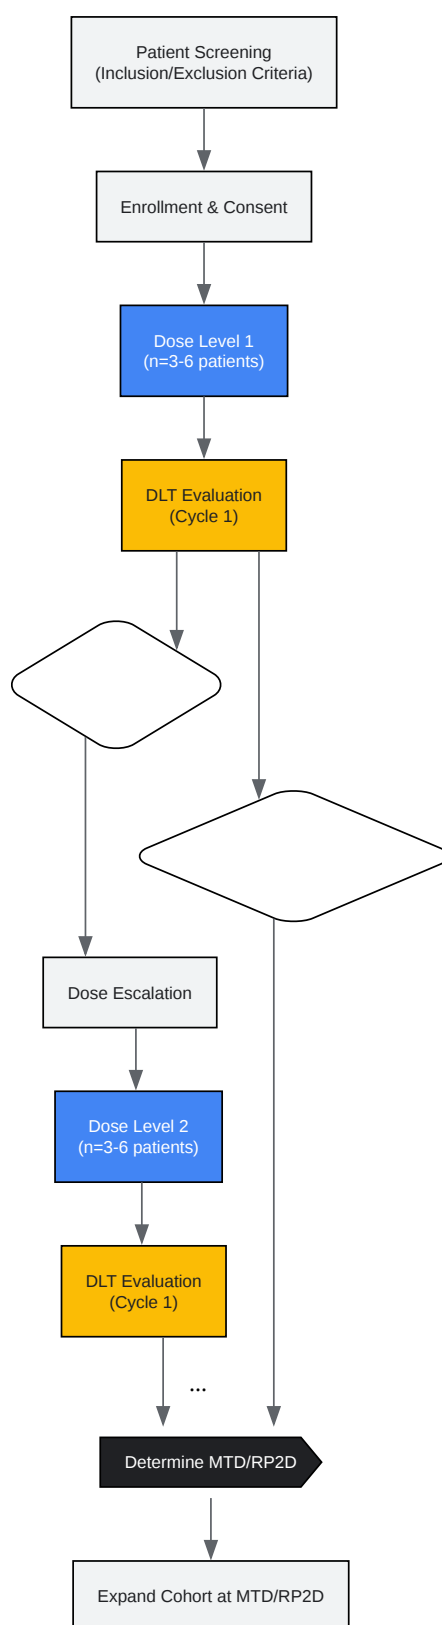 Patient Screening
(Inclusion/Exclusion Criteria)
Enrollment & Consent
Dose Level 1
(n=3-6 patients)
DLT Evaluation
(Cycle 1)
Dose Escalation
Dose Level 2
(n=3-6 patients)
DLT Evaluation
(Cycle 1)
...
Determine MTD/RP2D
Expand Cohort at MTD/RP2D